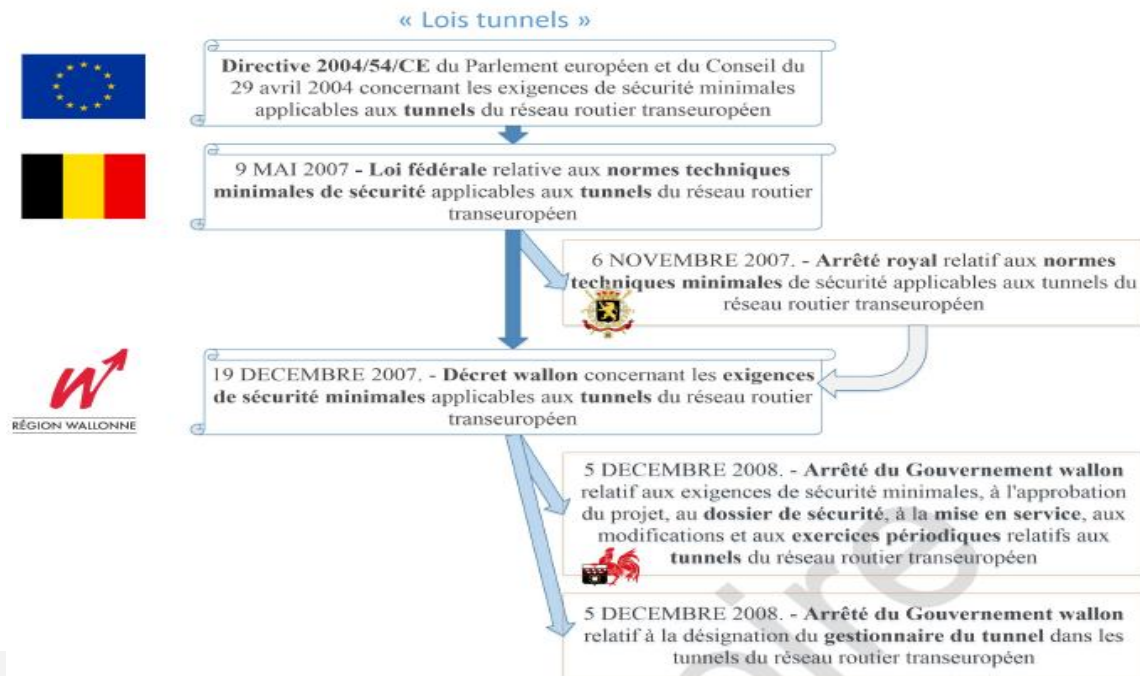 « Lois tunnels »
Directive 2004/54/CE du Parlement européen et du Conseil du
29 avril 2004 concernant les exigences de sécurité minimales
applicables aux tunnels du réseau routier transeuropéen
9 MAI 2007 - Loi fédérale relative aux normes techniques
minimales de sécurité applicables aux tunnels du réseau routier
transeuropéen
6 NOVEMBRE 2007. - Arrêté royal relatif aux normes
techniques minimales de sécurité applicables aux tunnels du
réseau routier transeuropéen
19 DECEMBRE 2007. - Décret wallon concernant les exigences
de sécurité minimales applicables aux tunnels du réseau routier
transeuropéen
RÉGION WALLONNE
5 DECEMBRE 2008. - Arrêté du Gouvernement wallon
relatif aux exigences de sécurité minimales, à l'approbation
du projet, au dossier de sécurité, à la mise en service, aux
modifications et aux exercices périodiques relatifs aux
tunnels du réseau routier transeuropéen
5 DECEMBRE 2008. - Arrêté du Gouvernement wallon
relatif à la désignation du gestionnaire du tunnel dans les
tunnels du réseau routier transeuropéen